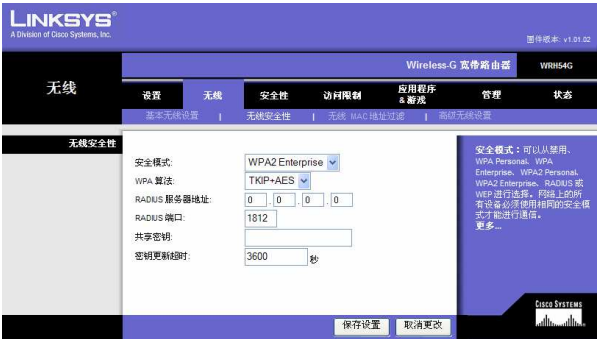 LINKSYS®
A Division of Cisco Systems, Inc.
固件版本: v1.01.02
Wireless-G 宽带路由器 WRH54G
无线
设置 无线 安全性 访问限制 应用程序 & 游戏 管理 状态
基本无线设置 | 无线安全性 | 无线 MAC 地址过滤 | 高级无线设置
无线安全性
安全模式: WPA2 Enterprise
WPA 算法: TKIP+AES
RADIUS 服务器地址: 0 . 0 . 0 . 0
RADIUS 端口: 1812
共享密钥:
密钥更新超时: 3600 秒
安全模式：可以从禁用、
WPA Personal、WPA
Enterprise、WPA2 Personal、
WPA2 Enterprise、RADIUS 或
WEP 进行选择。网络上的所
有设备必须使用相同的安全模
式才能进行通信。
更多...
保存设置 取消更改
CISCO SYSTEMS